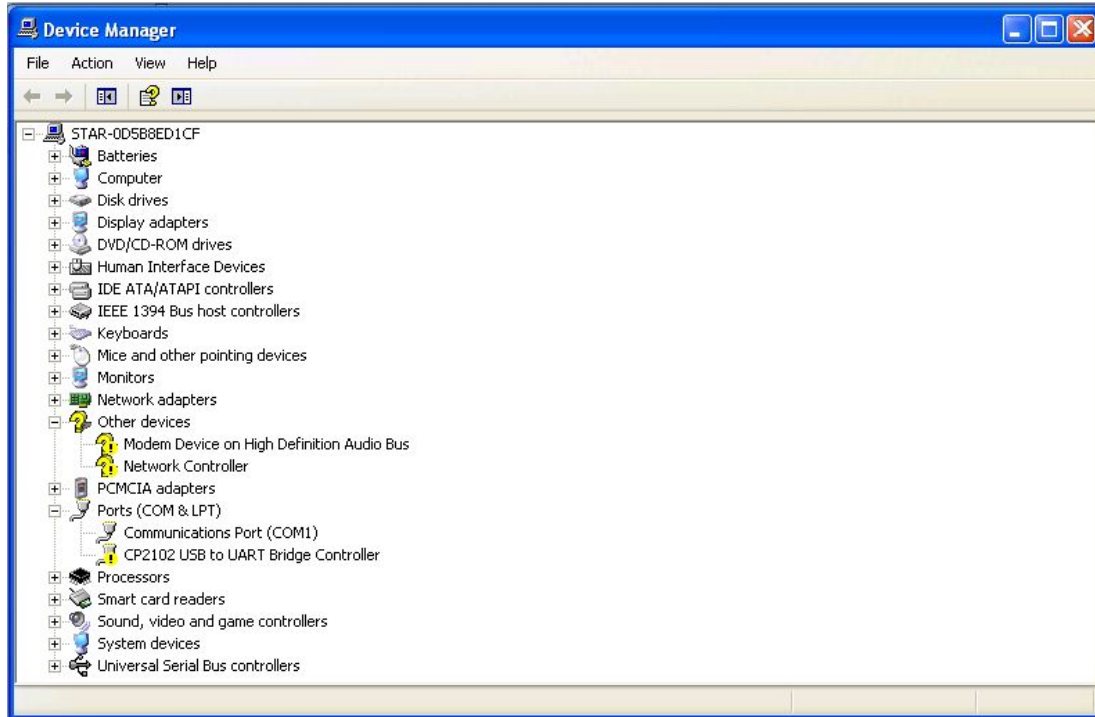 Device Manager
File Action View Help
STAR-0D5B8ED1CF
Batteries
Computer
Disk drives
Display adapters
DVD/CD-ROM drives
Human Interface Devices
IDE ATA/ATAPI controllers
IEEE 1394 Bus host controllers
Keyboards
Mice and other pointing devices
Monitors
Network adapters
Other devices
Modem Device on High Definition Audio Bus
Network Controller
PCMCIA adapters
Ports (COM & LPT)
Communications Port (COM1)
CP2102 USB to UART Bridge Controller
Processors
Smart card readers
Sound, video and game controllers
System devices
Universal Serial Bus controllers